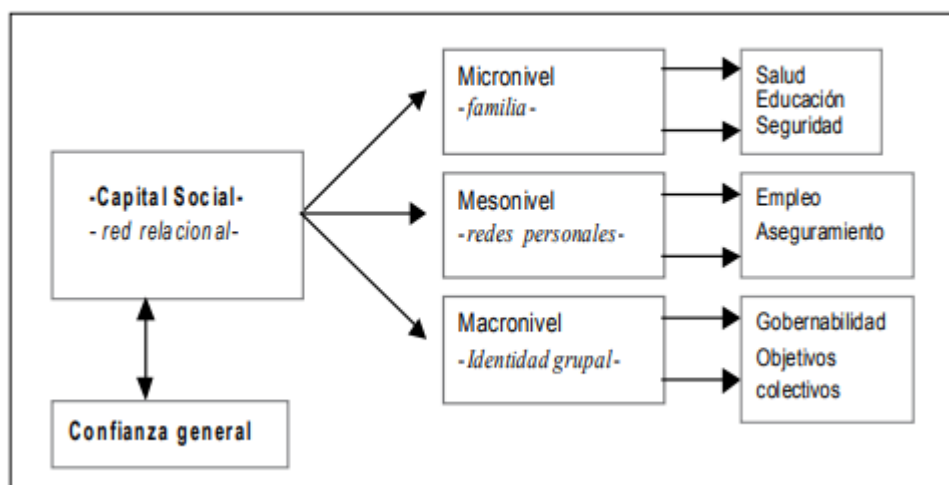 -Capital Social-
- red relacional-
Confianza general
Micronivel
-familia-
Salud
Educación
Seguridad
Mesonivel
-redes personales-
Empleo
Aseguramiento
Macronivel
-Identidad grupal-
Gobernabilidad
Objetivos
colectivos